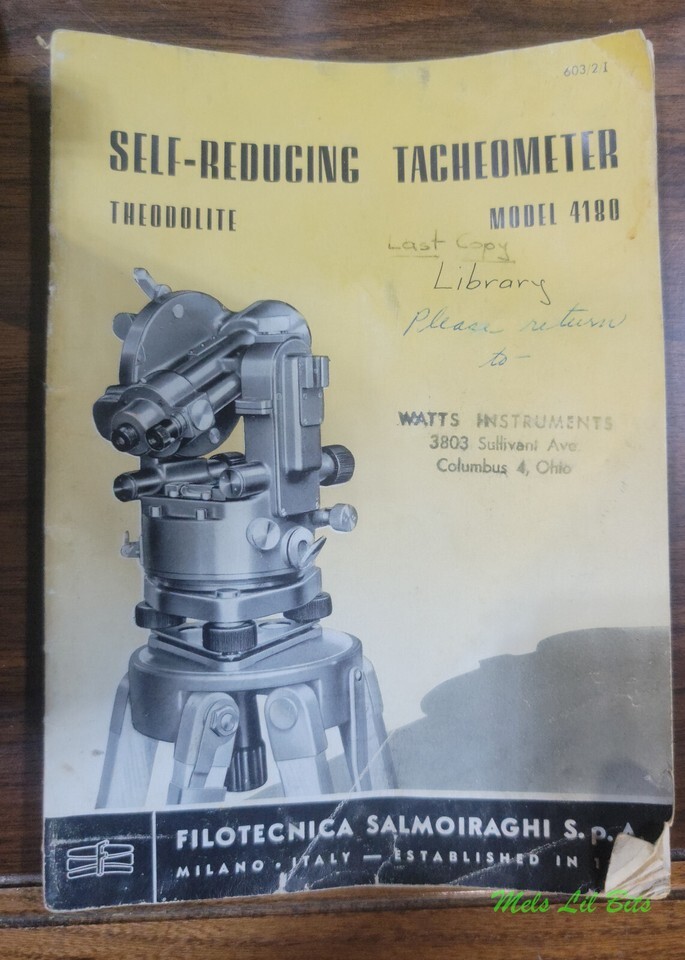 603/2/I
SELF-REDUCING TACHEOMETER
THEODOLITE MODEL 4180
Last Copy
Library
Please return
to-
WATTS INSTRUMENTS
3803 Sullivant Ave
Columbus 4, Ohio
FILOTECNICA SALMOIRAGHI S.p.A.
MILANO · ITALY — ESTABLISHED IN
Mels Lil Bits